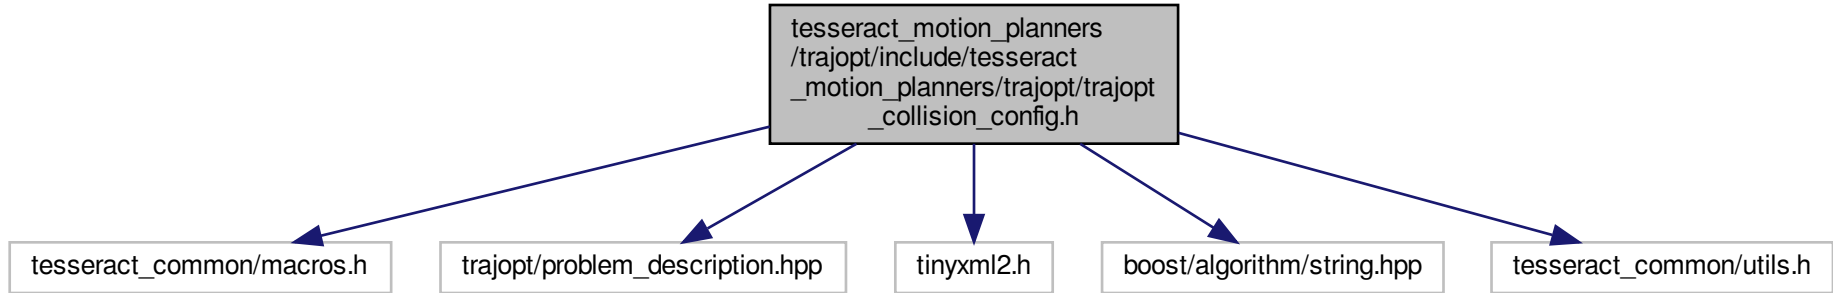 tesseract_motion_planners
/trajopt/include/tesseract
_motion_planners/trajopt/trajopt
_collision_config.h
tesseract_common/macros.h
trajopt/problem_description.hpp
tinyxml2.h
boost/algorithm/string.hpp
tesseract_common/utils.h